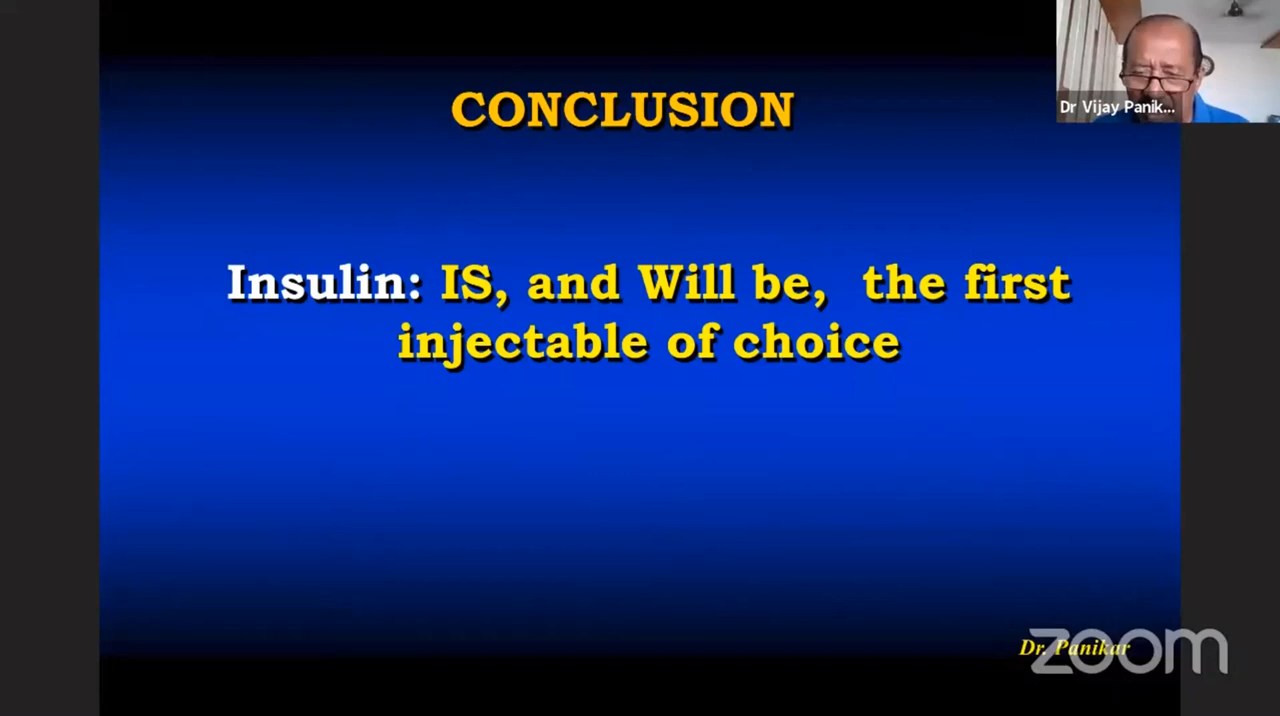 CONCLUSION
Dr Vijay Panik...
Insulin: IS, and Will be, the first
injectable of choice
Dr. Panikar
zoom